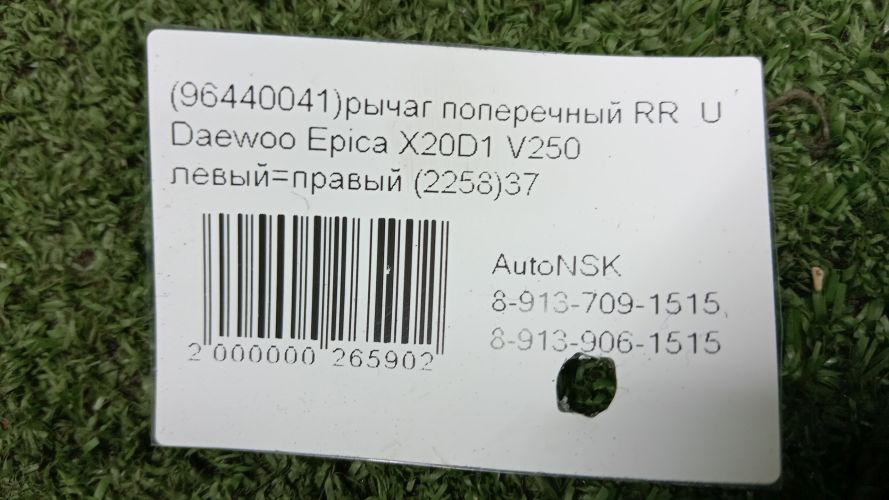 (96440041)рычаг поперечный RR U
Daewoo Epica X20D1 V250
левый=правый (2258)37
AutoNSK
8-913-709-1515,
8-913-906-1515
2 000000 265902